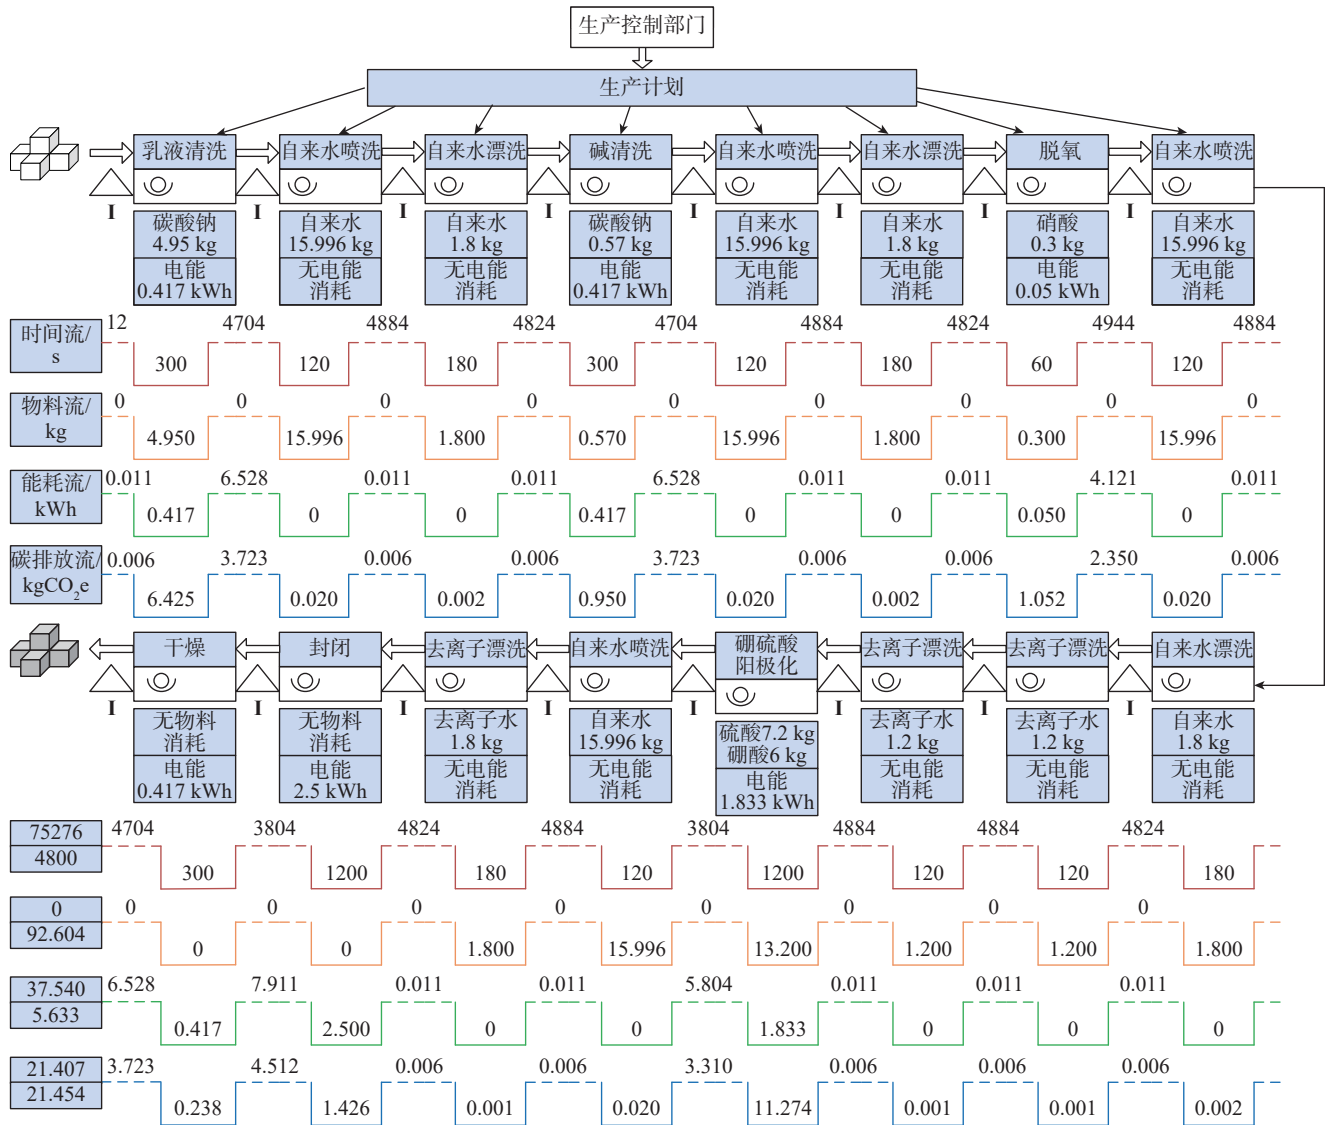 生产控制部门
生产计划
乳液清洗 自来水喷洗 自来水漂洗 碱清洗 自来水喷洗 自来水漂洗 脱氧 自来水喷洗
I I I I I I I I
碳酸钠 自来水 自来水 碳酸钠 自来水 自来水 硝酸 自来水
4.95 kg 15.996 kg 1.8 kg 0.57 kg 15.996 kg 1.8 kg 0.3 kg 15.996 kg
电能 无电能 无电能 电能 无电能 无电能 电能 无电能
0.417 kWh 消耗 消耗 0.417 kWh 消耗 消耗 0.05 kWh 消耗
时间流/
s
12 4704 4884 4824 4704 4884 4824 4944 4884
300 120 180 300 120 180 60 120
物料流/
kg
0 0 0 0 0 0 0 0 0
4.950 15.996 1.800 0.570 15.996 1.800 0.300 15.996
能耗流/
kWh
0.011 6.528 0.011 0.011 6.528 0.011 0.011 4.121 0.011
0.417 0 0 0.417 0 0 0.050 0
碳排放流/
kgCO₂e
0.006 3.723 0.006 0.006 3.723 0.006 0.006 2.350 0.006
6.425 0.020 0.002 0.950 0.020 0.002 1.052 0.020
干燥 封闭 去离子漂洗 自来水喷洗 硼硫酸 去离子漂洗 去离子漂洗 自来水漂洗
阳极化
I I I I I I I I
无物料 无物料 去离子水 自来水 硫酸7.2 kg 去离子水 去离子水 自来水
消耗 消耗 1.8 kg 15.996 kg 硼酸6 kg 1.2 kg 1.2 kg 1.8 kg
电能 电能 无电能 无电能 电能 无电能 无电能 无电能
0.417 kWh 2.5 kWh 消耗 消耗 1.833 kWh 消耗 消耗 消耗
75276
4800
4704 3804 4824 4884 3804 4884 4884 4824
300 1200 180 120 1200 120 120 180
0
92.604
0 0 0 0 0 0 0 0
0 0 1.800 15.996 13.200 1.200 1.200 1.800
37.540
5.633
6.528 7.911 0.011 0.011 5.804 0.011 0.011 0.011
0.417 2.500 0 0 1.833 0 0 0
21.407
21.454
3.723 4.512 0.006 0.006 3.310 0.006 0.006 0.006
0.238 1.426 0.001 0.020 11.274 0.001 0.001 0.002